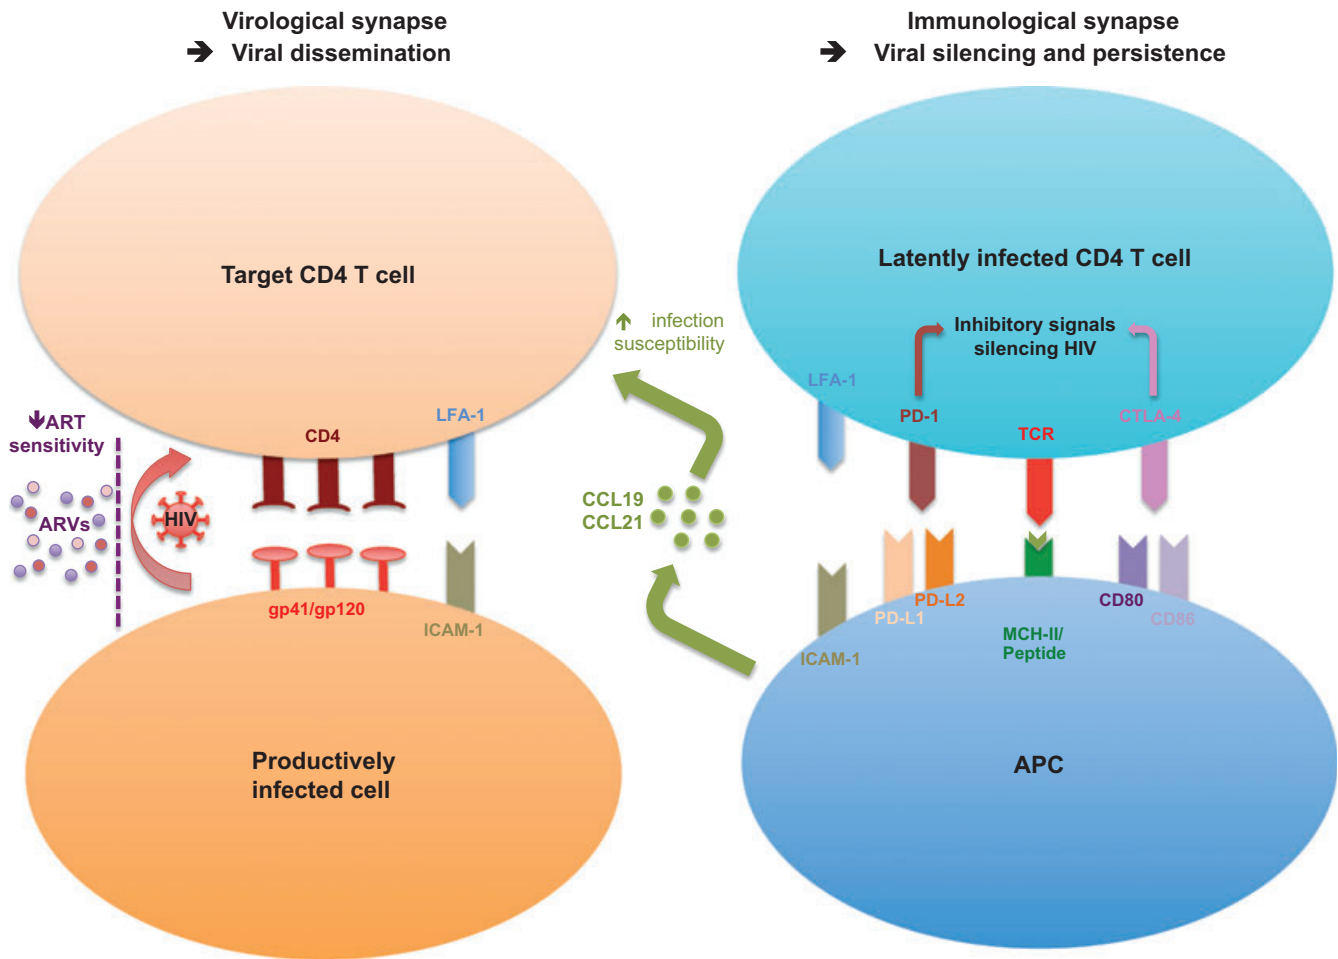 Virological synapse
➔ Viral dissemination
Target CD4 T cell
LFA-1
CD4
ART
sensitivity
ARVs
HIV
gp41/gp120
ICAM-1
Productively
infected cell
infection
susceptibility
CCL19
CCL21
Immunological synapse
➔ Viral silencing and persistence
Latently infected CD4 T cell
Inhibitory signals
silencing HIV
LFA-1
PD-1
TCR
CTLA-4
PD-L2
PD-L1
CD80
CD86
MCH-II/
Peptide
ICAM-1
APC